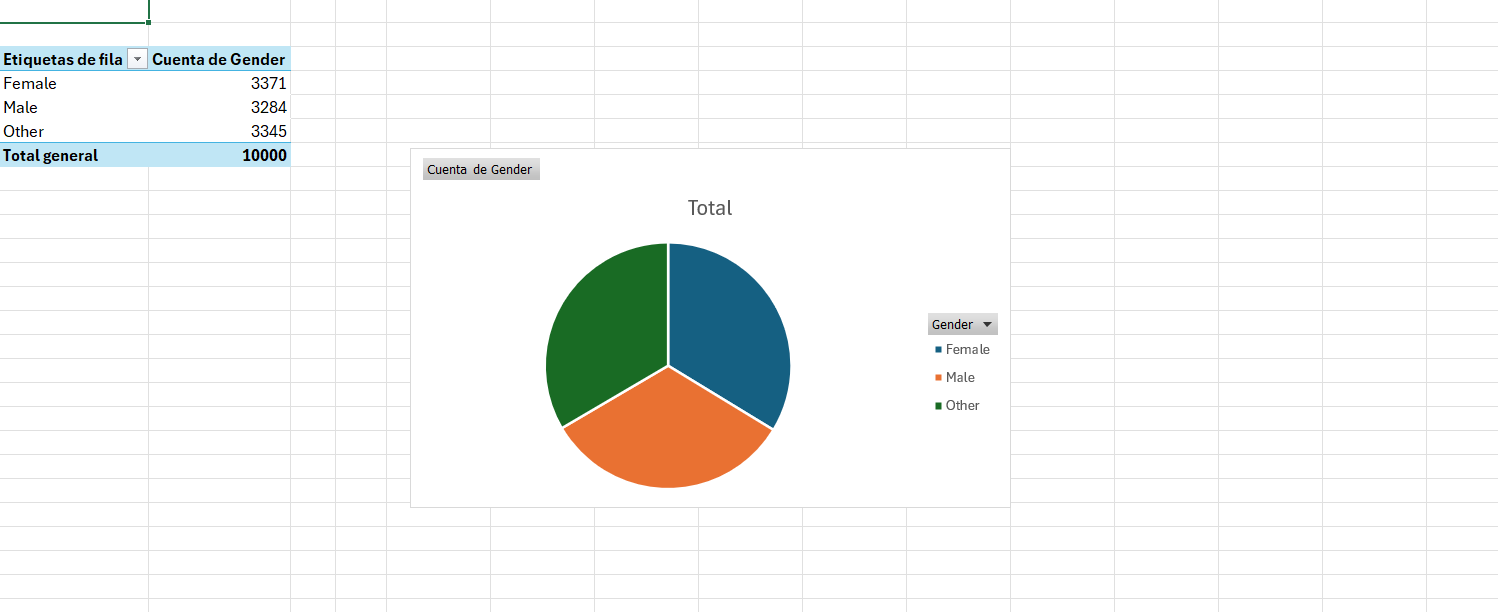 Etiquetas de fila Cuenta de Gender
Female 3371
Male 3284
Other 3345
Total general 10000
Cuenta de Gender
Total
Gender
Female
Male
Other